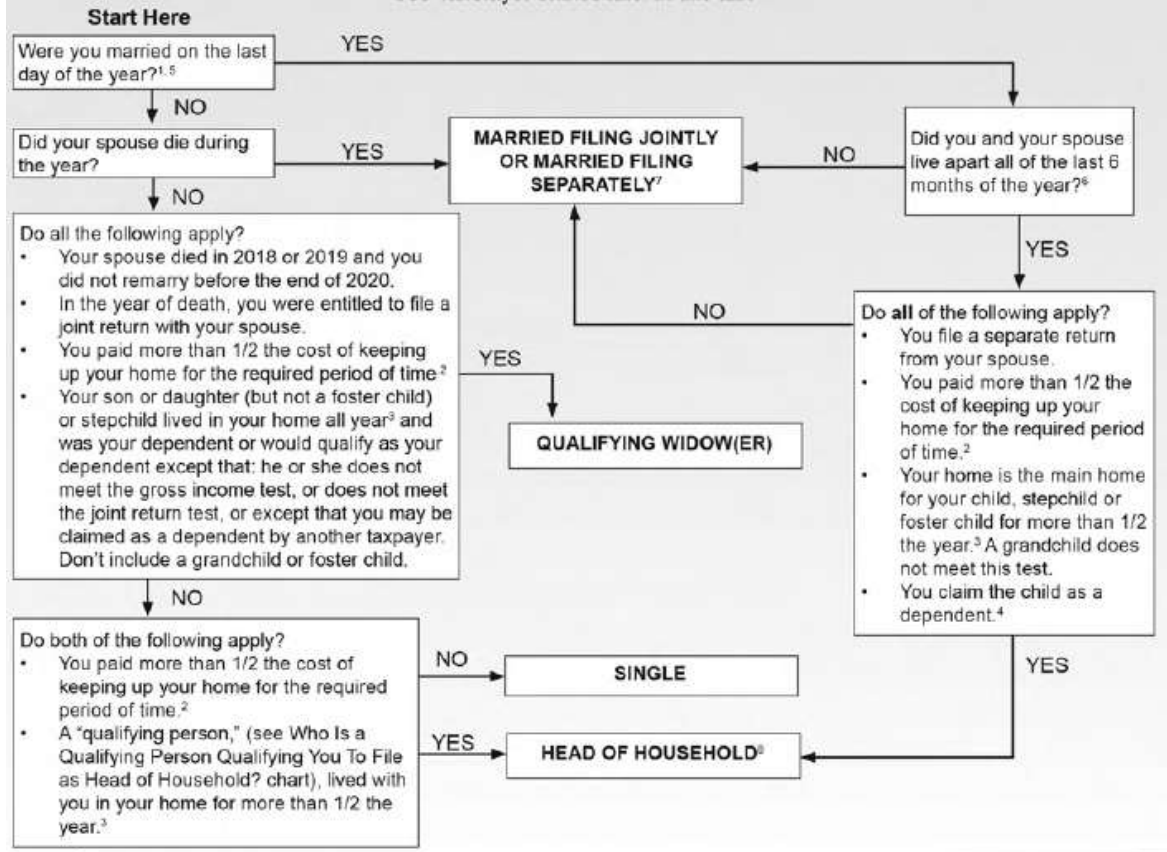 Start Here
Were you married on the last
day of the year?1, 5
YES
NO
Did your spouse die during
the year?
YES
MARRIED FILING JOINTLY
OR MARRIED FILING
SEPARATELY7
NO
Did you and your spouse
live apart all of the last 6
months of the year?6
NO
YES
Do all the following apply?
• Your spouse died in 2018 or 2019 and you
did not remarry before the end of 2020.
• In the year of death, you were entitled to file a
joint return with your spouse.
• You paid more than 1/2 the cost of keeping
up your home for the required period of time.2
• Your son or daughter (but not a foster child)
or stepchild lived in your home all year3 and
was your dependent or would qualify as your
dependent except that: he or she does not
meet the gross income test, or does not meet
the joint return test, or except that you may be
claimed as a dependent by another taxpayer.
Don't include a grandchild or foster child.
YES
QUALIFYING WIDOW(ER)
NO
Do all of the following apply?
• You file a separate return
from your spouse.
• You paid more than 1/2 the
cost of keeping up your
home for the required period
of time.2
• Your home is the main home
for your child, stepchild or
foster child for more than 1/2
the year.3 A grandchild does
not meet this test.
• You claim the child as a
dependent.4
NO
YES
Do both of the following apply?
• You paid more than 1/2 the cost of
keeping up your home for the required
period of time.2
• A "qualifying person," (see Who Is a
Qualifying Person Qualifying You To File
as Head of Household? chart), lived with
you in your home for more than 1/2 the
year.3
NO
SINGLE
YES
HEAD OF HOUSEHOLD